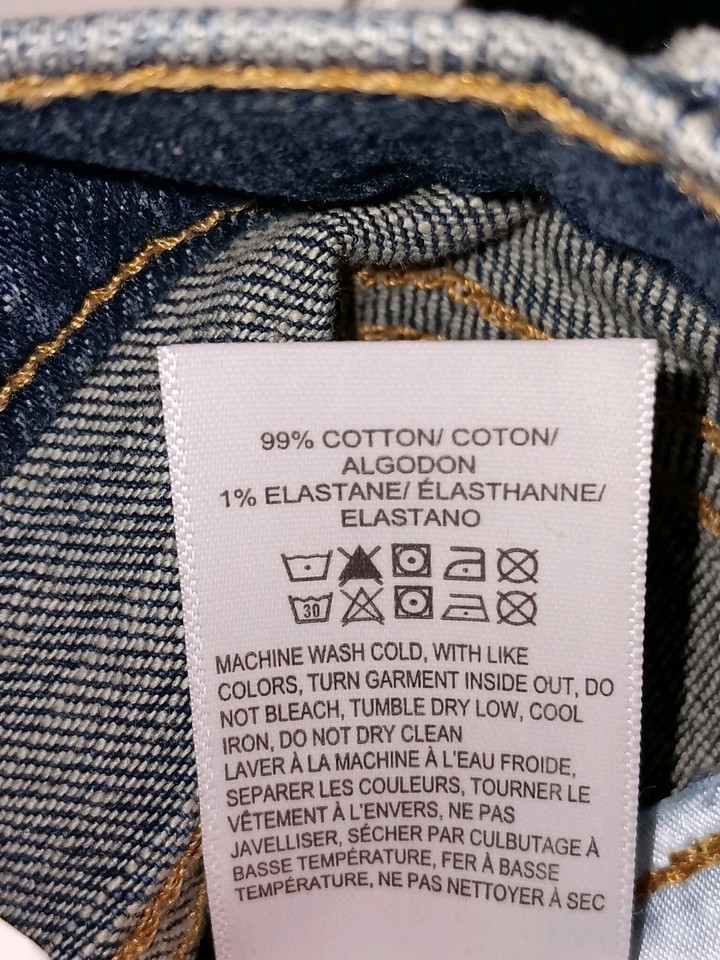 99% COTTON/ COTON/
ALGODON
1% ELASTANE/ ÉLASTHANNE/
ELASTANO
30
MACHINE WASH COLD, WITH LIKE
COLORS, TURN GARMENT INSIDE OUT, DO
NOT BLEACH, TUMBLE DRY LOW, COOL
IRON, DO NOT DRY CLEAN
LAVER À LA MACHINE À L'EAU FROIDE,
SEPARER LES COULEURS, TOURNER LE
VÊTEMENT À L'ENVERS, NE PAS
JAVELLISER, SÉCHER PAR CULBUTAGE À
BASSE TEMPÉRATURE, FER À BASSE
TEMPÉRATURE, NE PAS NETTOYER À SEC